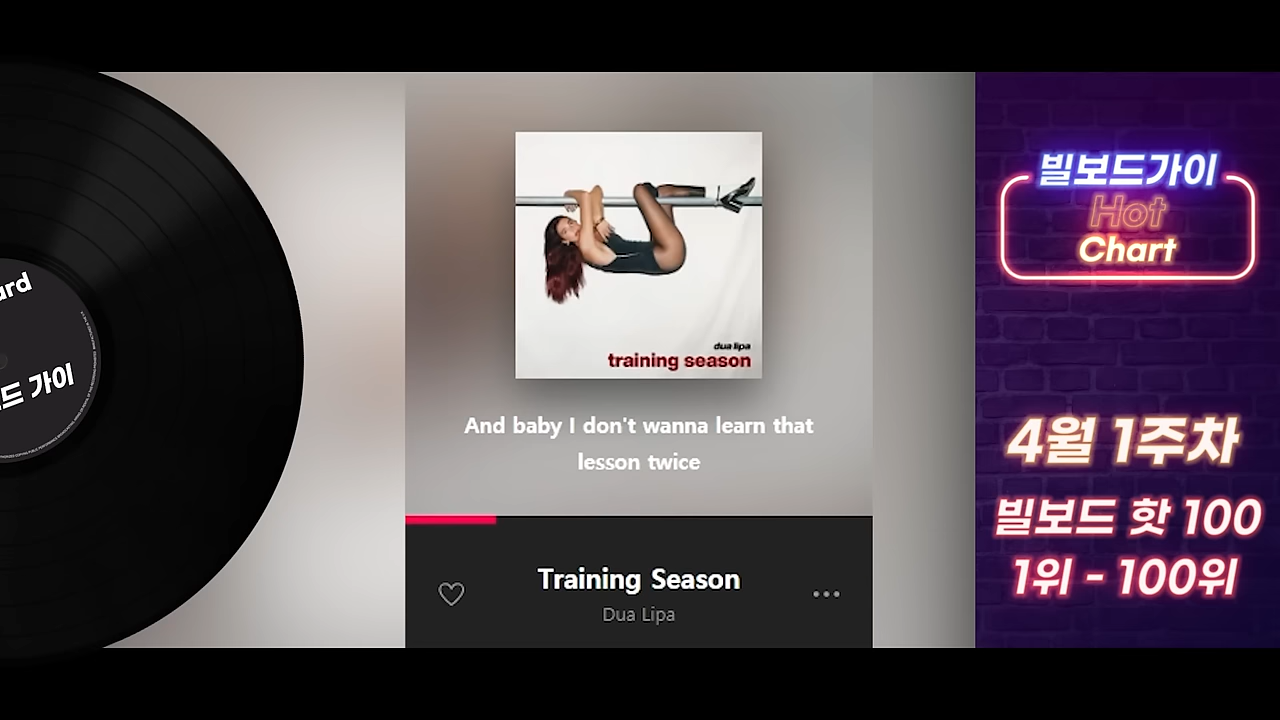 드 가이
dua lipa
training season
And baby I don't wanna learn that
lesson twice
Training Season
Dua Lipa
빌보드가이
Hot
Chart
4월 1주차
빌보드 핫 100
1위 - 100위